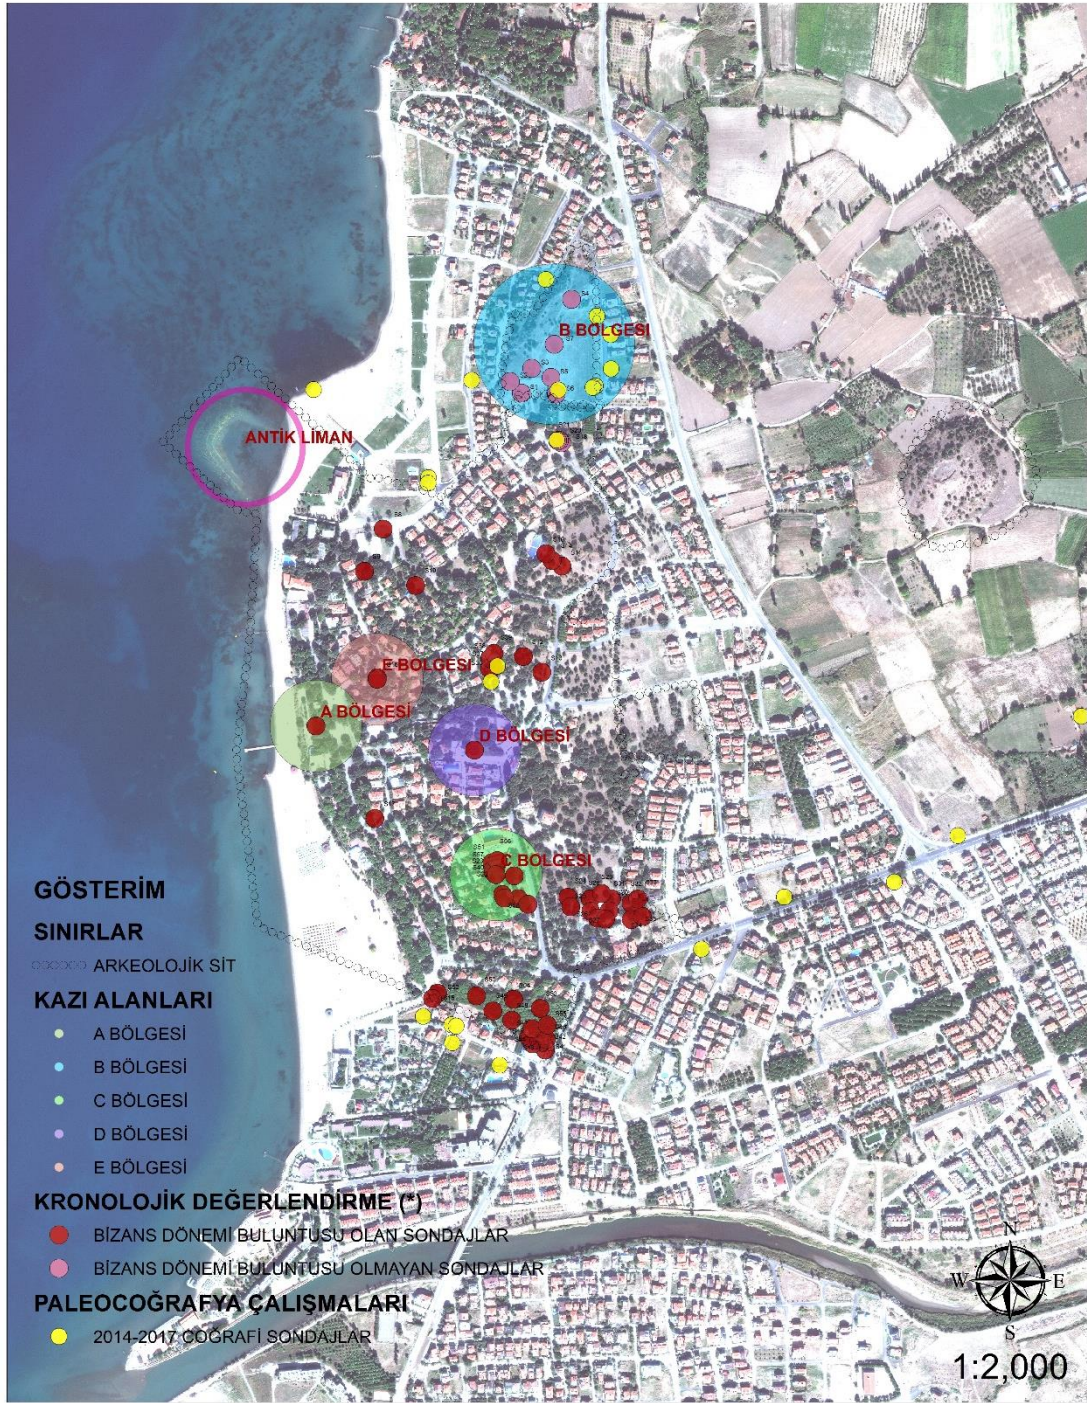 B BÖLGESİ
ANTİK LİMAN
E BÖLGESİ
A BÖLGESİ
D BÖLGESİ
C BÖLGESİ
GÖSTERİM
SINIRLAR
ARKEOLOJİK SİT
KAZI ALANLARI
A BÖLGESİ
B BÖLGESİ
C BÖLGESİ
D BÖLGESİ
E BÖLGESİ
KRONOLOJİK DEĞERLENDİRME (*)
BİZANS DÖNEMİ BULUNTUSU OLAN SONDAJLAR
BİZANS DÖNEMİ BULUNTUSU OLMAYAN SONDAJLAR
PALEOCOĞRAFYA ÇALIŞMALARI
2014-2017 COĞRAFİ SONDAJLAR
N
W E
S
1:2,000